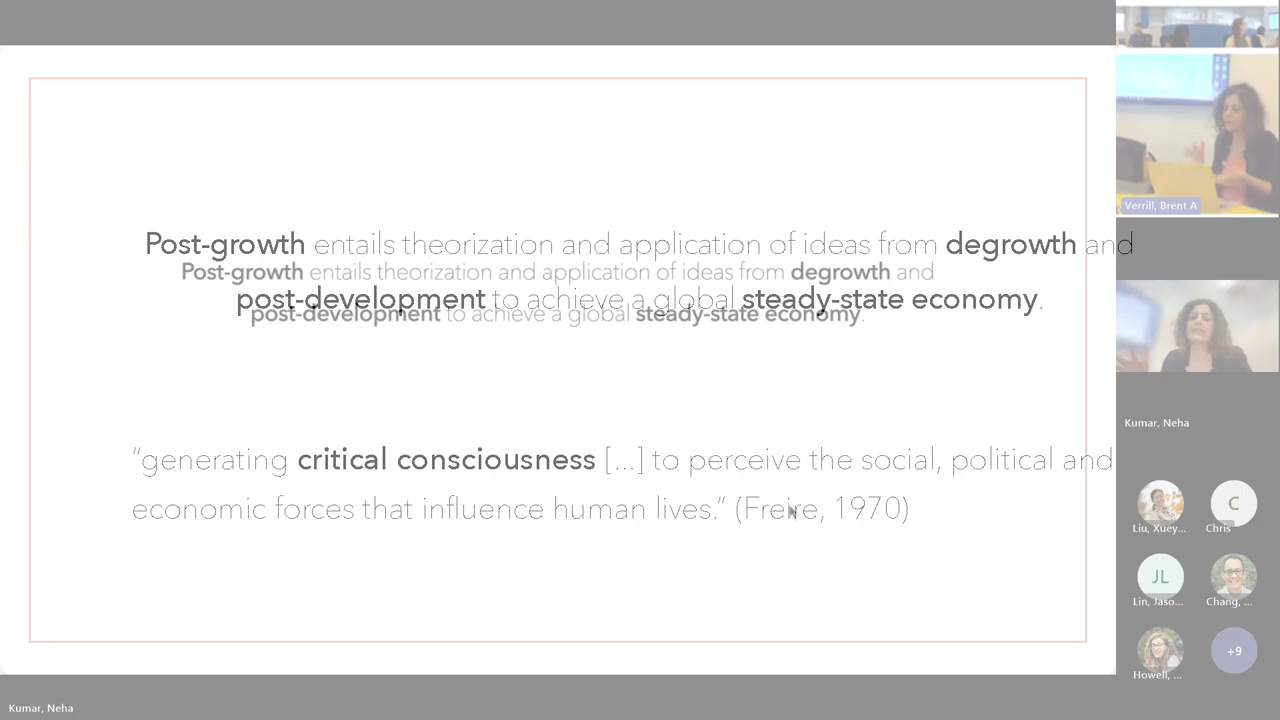 Post-growth entails theorization and application of ideas from degrowth and
Post-growth entails theorization and application of ideas from degrowth and
post-development to achieve a global steady-state economy.
post-development to achieve a global steady-state economy.
"generating critical consciousness [...] to perceive the social, political and
economic forces that influence human lives." (Freire, 1970)
Verrill, Brent A
Kumar, Neha
Liu, Xuey...
C
Chris
JL
Lin, Jaso...
Chang, ...
Howell, ...
+9
Kumar, Neha